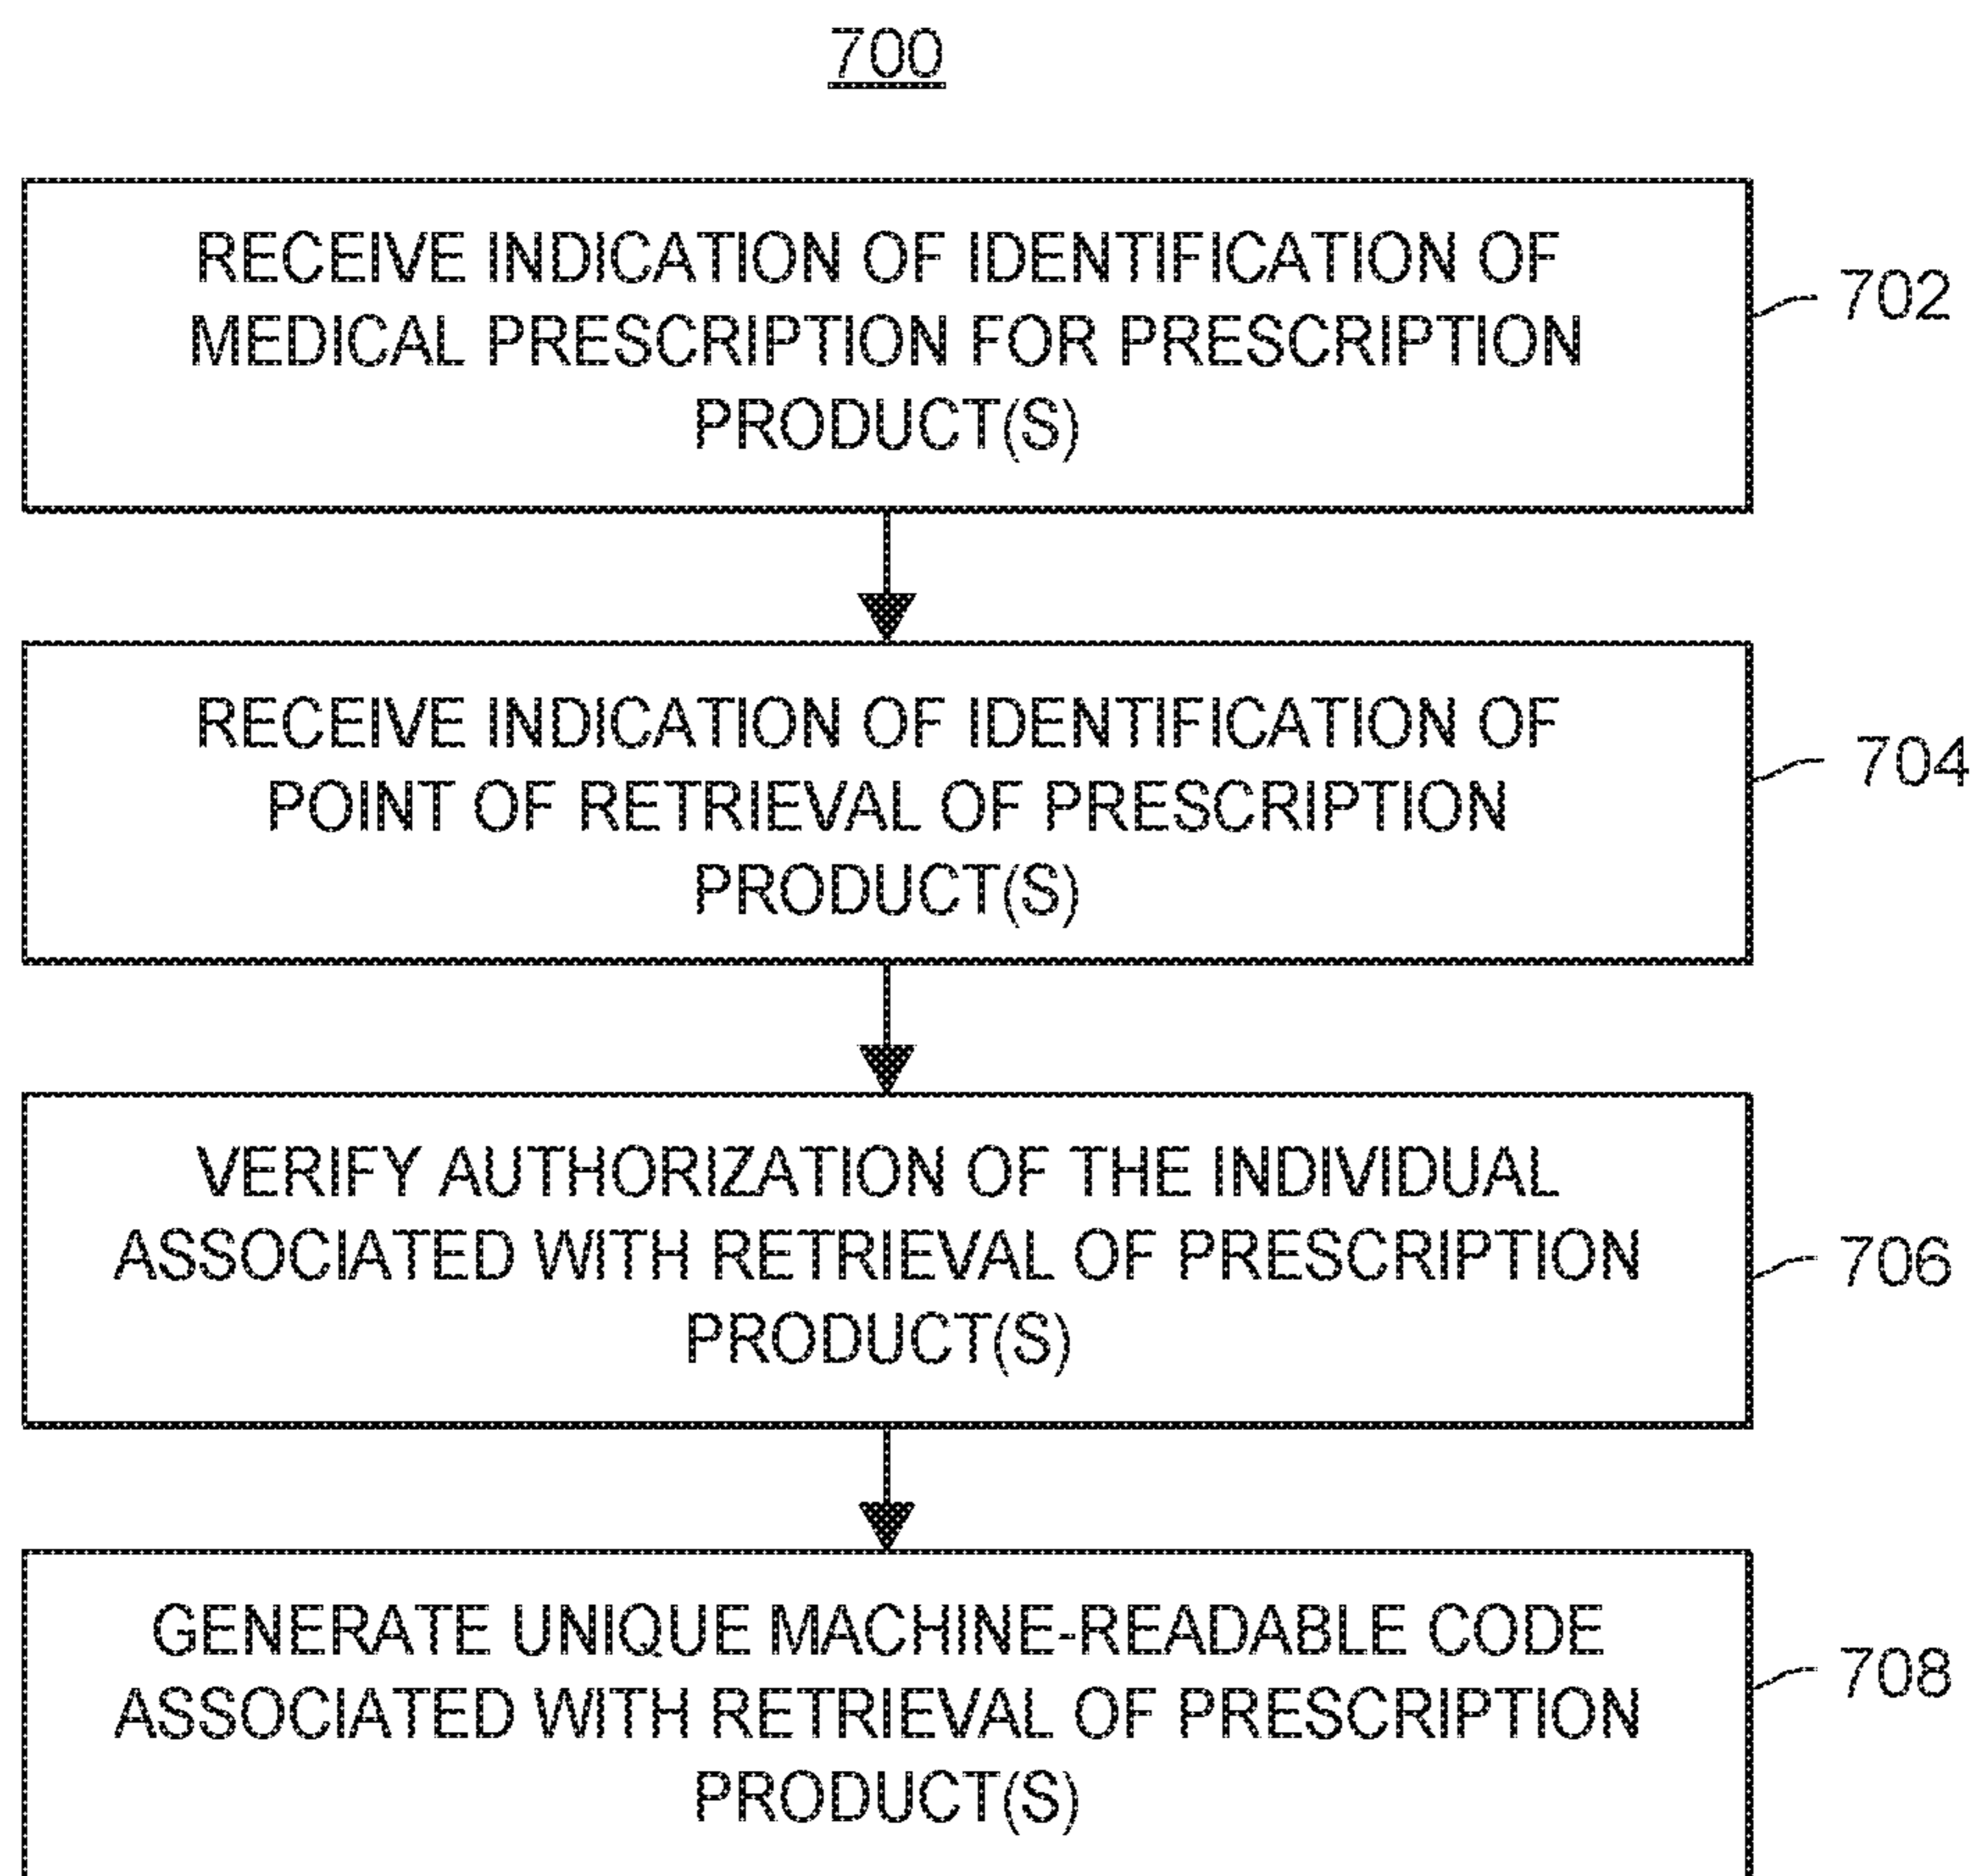 700
RECEIVE INDICATION OF IDENTIFICATION OF
MEDICAL PRESCRIPTION FOR PRESCRIPTION
PRODUCT(S)
702
RECEIVE INDICATION OF IDENTIFICATION OF
POINT OF RETRIEVAL OF PRESCRIPTION
PRODUCT(S)
704
VERIFY AUTHORIZATION OF THE INDIVIDUAL
ASSOCIATED WITH RETRIEVAL OF PRESCRIPTION
PRODUCT(S)
706
GENERATE UNIQUE MACHINE-READABLE CODE
ASSOCIATED WITH RETRIEVAL OF PRESCRIPTION
PRODUCT(S)
708